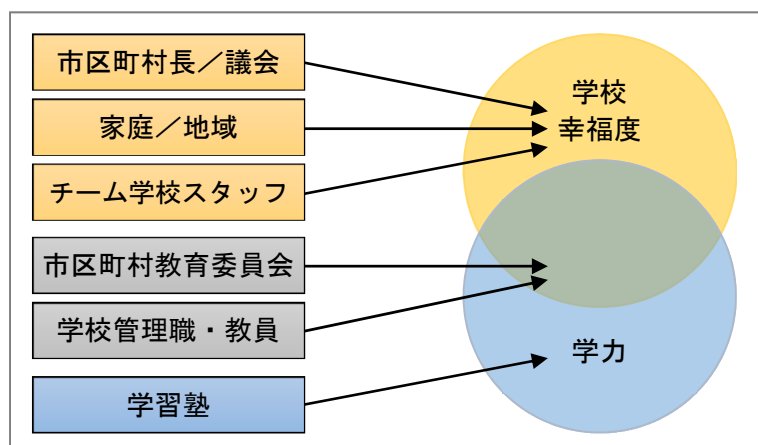 市区町村長／議会
家庭／地域
チーム学校スタッフ
市区町村教育委員会
学校管理職・教員
学習塾
学校
幸福度
学力